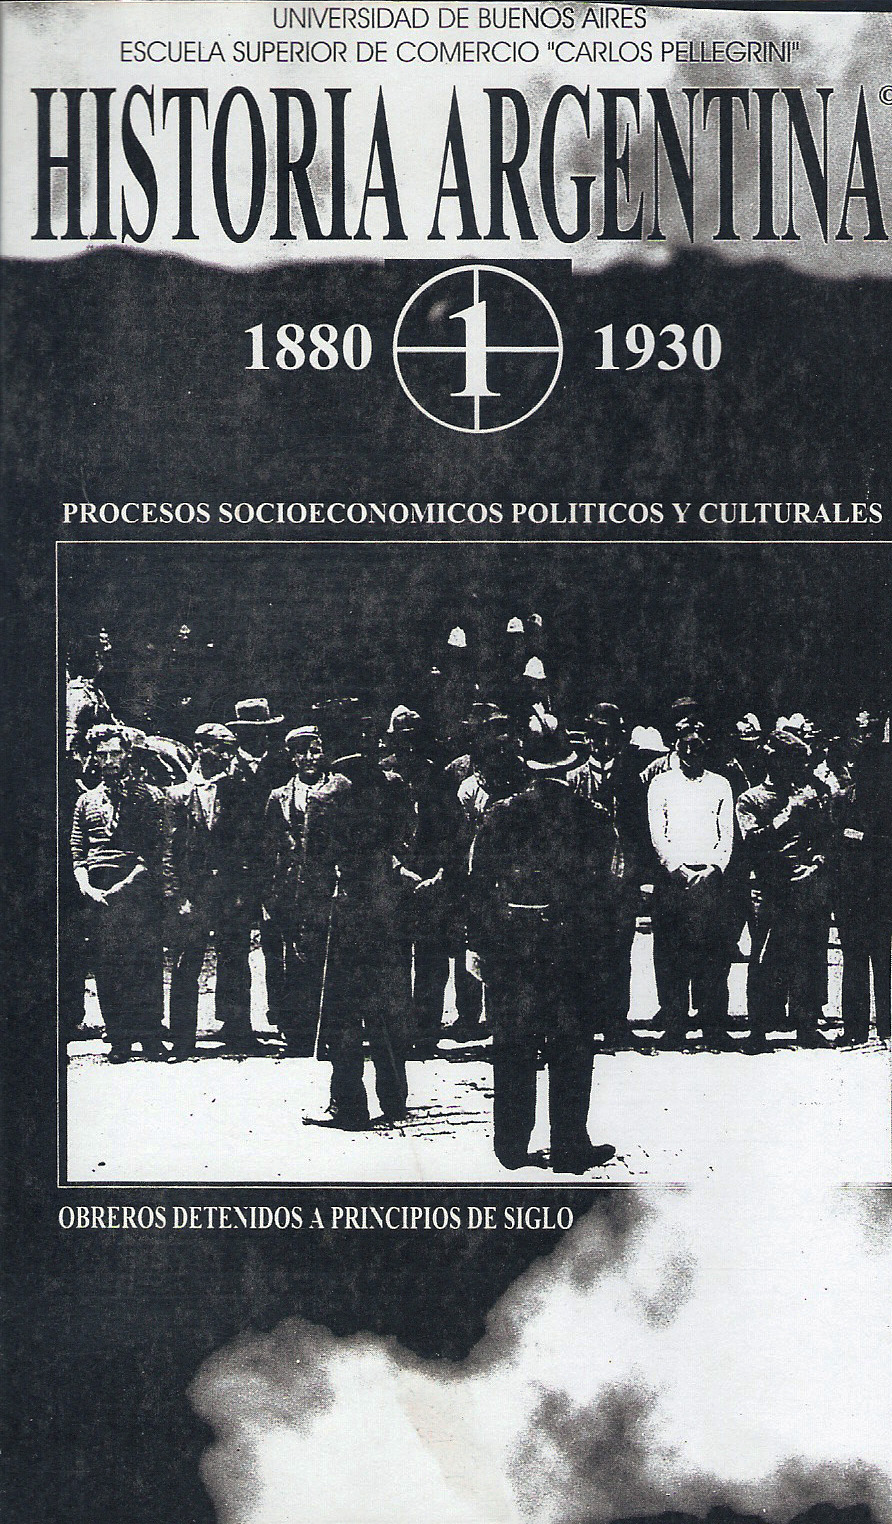 UNIVERSIDAD DE BUENOS AIRES
ESCUELA SUPERIOR DE COMERCIO "CARLOS PELLEGRINI"
HISTORIA ARGENTINA©
1880 1 1930
PROCESOS SOCIOECONOMICOS POLITICOS Y CULTURALES
OBREROS DETENIDOS A PRINCIPIOS DE SIGLO